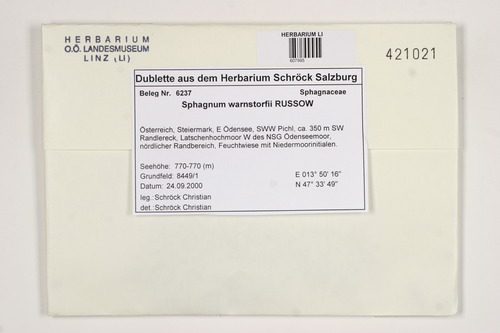 HERBARIUM
O.Ö. LANDESMUSEUM
LINZ (LI)
HERBARIUM LI
607895
421021
Dublette aus dem Herbarium Schröck Salzburg
Beleg Nr. 6237 Sphagnaceae
Sphagnum warnstorfii RUSSOW
Österreich, Steiermark, E Ödensee, SWW Pichl, ca. 350 m SW
Randlereck, Latschenhochmoor W des NSG Ödenseemoor,
nördlicher Randbereich, Feuchtwiese mit Niedermoorinitialen.
Seehöhe: 770-770 (m)
Grundfeld: 8449/1 E 013° 50' 16"
Datum: 24.09.2000 N 47° 33' 49"
leg.:Schröck Christian
det.:Schröck Christian